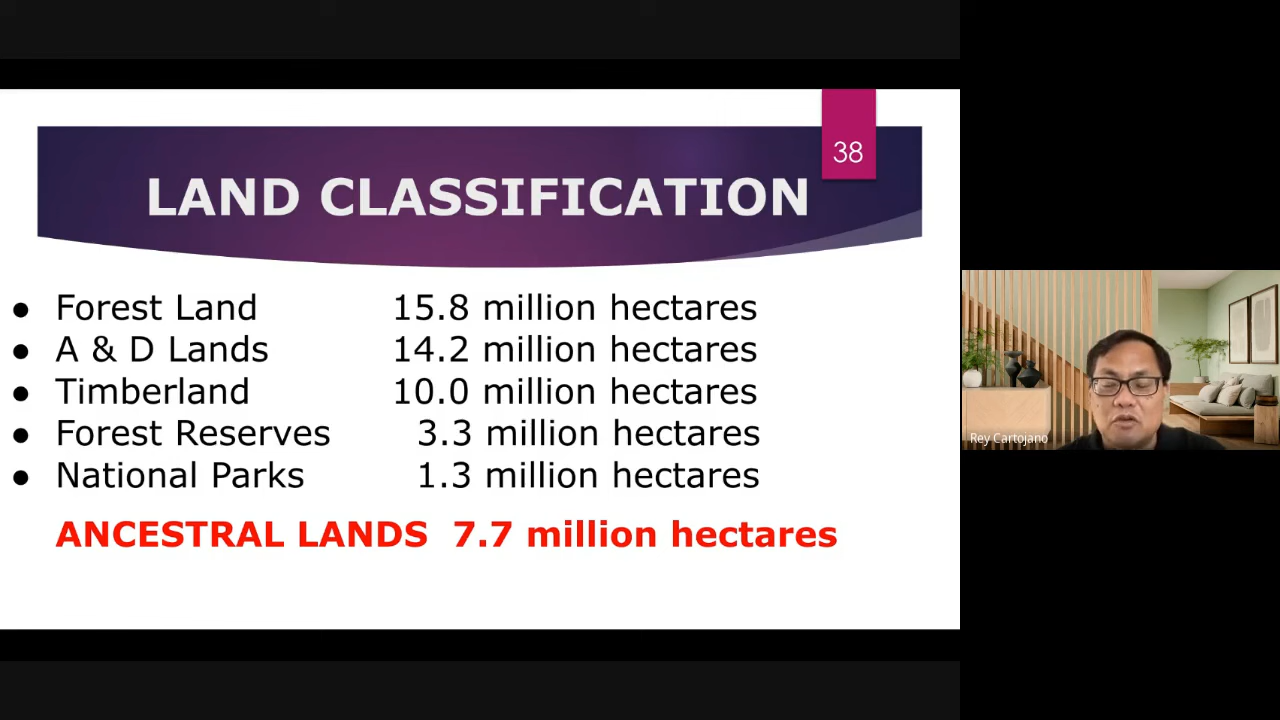 38
LAND CLASSIFICATION
● Forest Land 15.8 million hectares
● A & D Lands 14.2 million hectares
● Timberland 10.0 million hectares
● Forest Reserves 3.3 million hectares
● National Parks 1.3 million hectares
ANCESTRAL LANDS 7.7 million hectares
Rey Cartojano